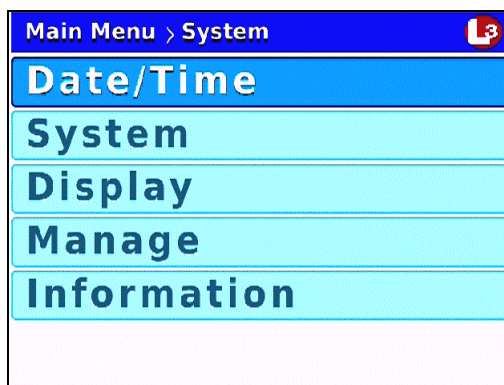 Main Menu > System L3
Date/Time
System
Display
Manage
Information